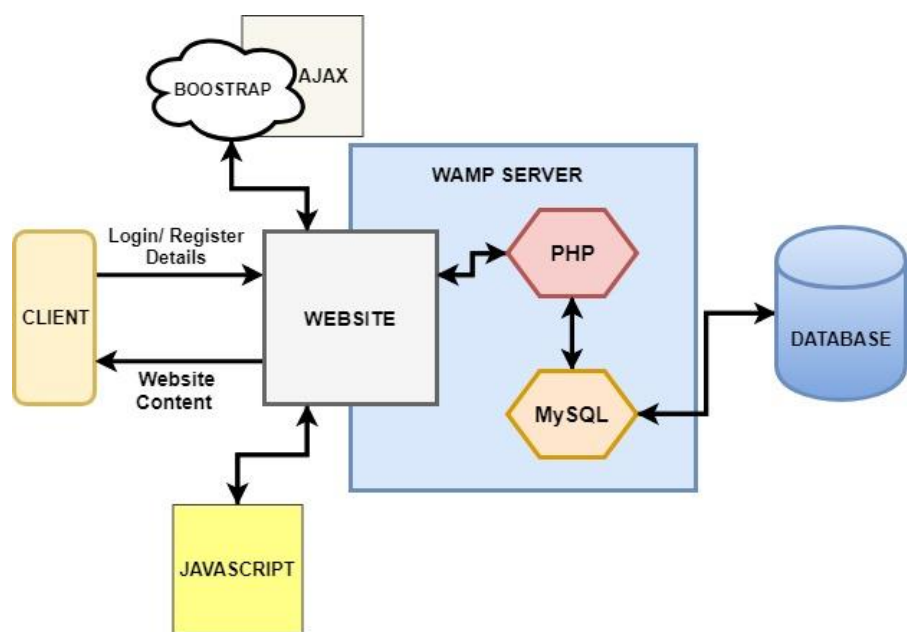 AJAX
BOOSTRAP
WAMP SERVER
Login/ Register
Details
PHP
CLIENT
WEBSITE
DATABASE
Website
Content
MySQL
JAVASCRIPT